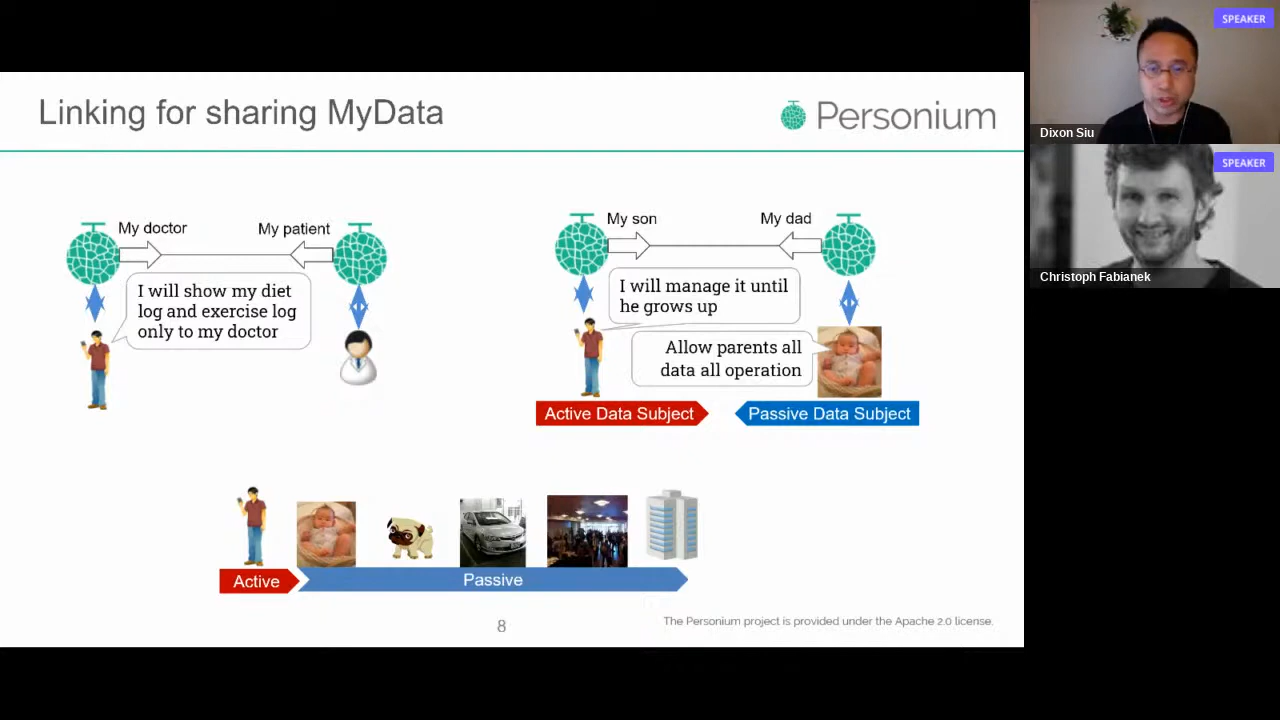 Linking for sharing MyData
Personium
My doctor
My patient
I will show my diet
log and exercise log
only to my doctor
My son
My dad
I will manage it until
he grows up
Allow parents all
data all operation
Active Data Subject
Passive Data Subject
Active
Passive
8
The Personium project is provided under the Apache 2.0 license.
SPEAKER
Dixon Siu
SPEAKER
Christoph Fabianek